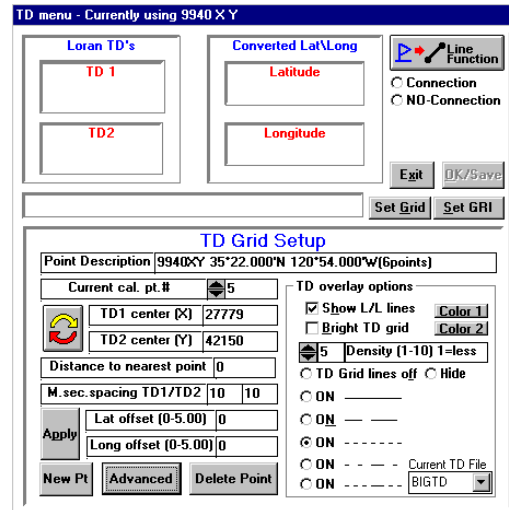 TD menu - Currently using 9940 X Y
Loran TD's
Converted Lat\Long
Line Function
TD 1
Latitude
Connection
NO-Connection
TD2
Longitude
Exit
OK/Save
Set Grid
Set GRI
TD Grid Setup
Point Description 9940XY 35*22.000'N 120*54.000'W(6points)
Current cal. pt.# 5
TD overlay options
TD1 center (X) 27779
Show L/L lines Color 1
Bright TD grid Color 2
TD2 center (Y) 42150
5 Density (1-10) 1=less
Distance to nearest point 0
TD Grid lines off Hide
M.sec.spacing TD1/TD2 10 10
ON
Apply
Lat offset (0-5.00) 0
ON
Long offset (0-5.00) 0
ON
New Pt Advanced Delete Point
ON
Current TD File
ON
BIGTD